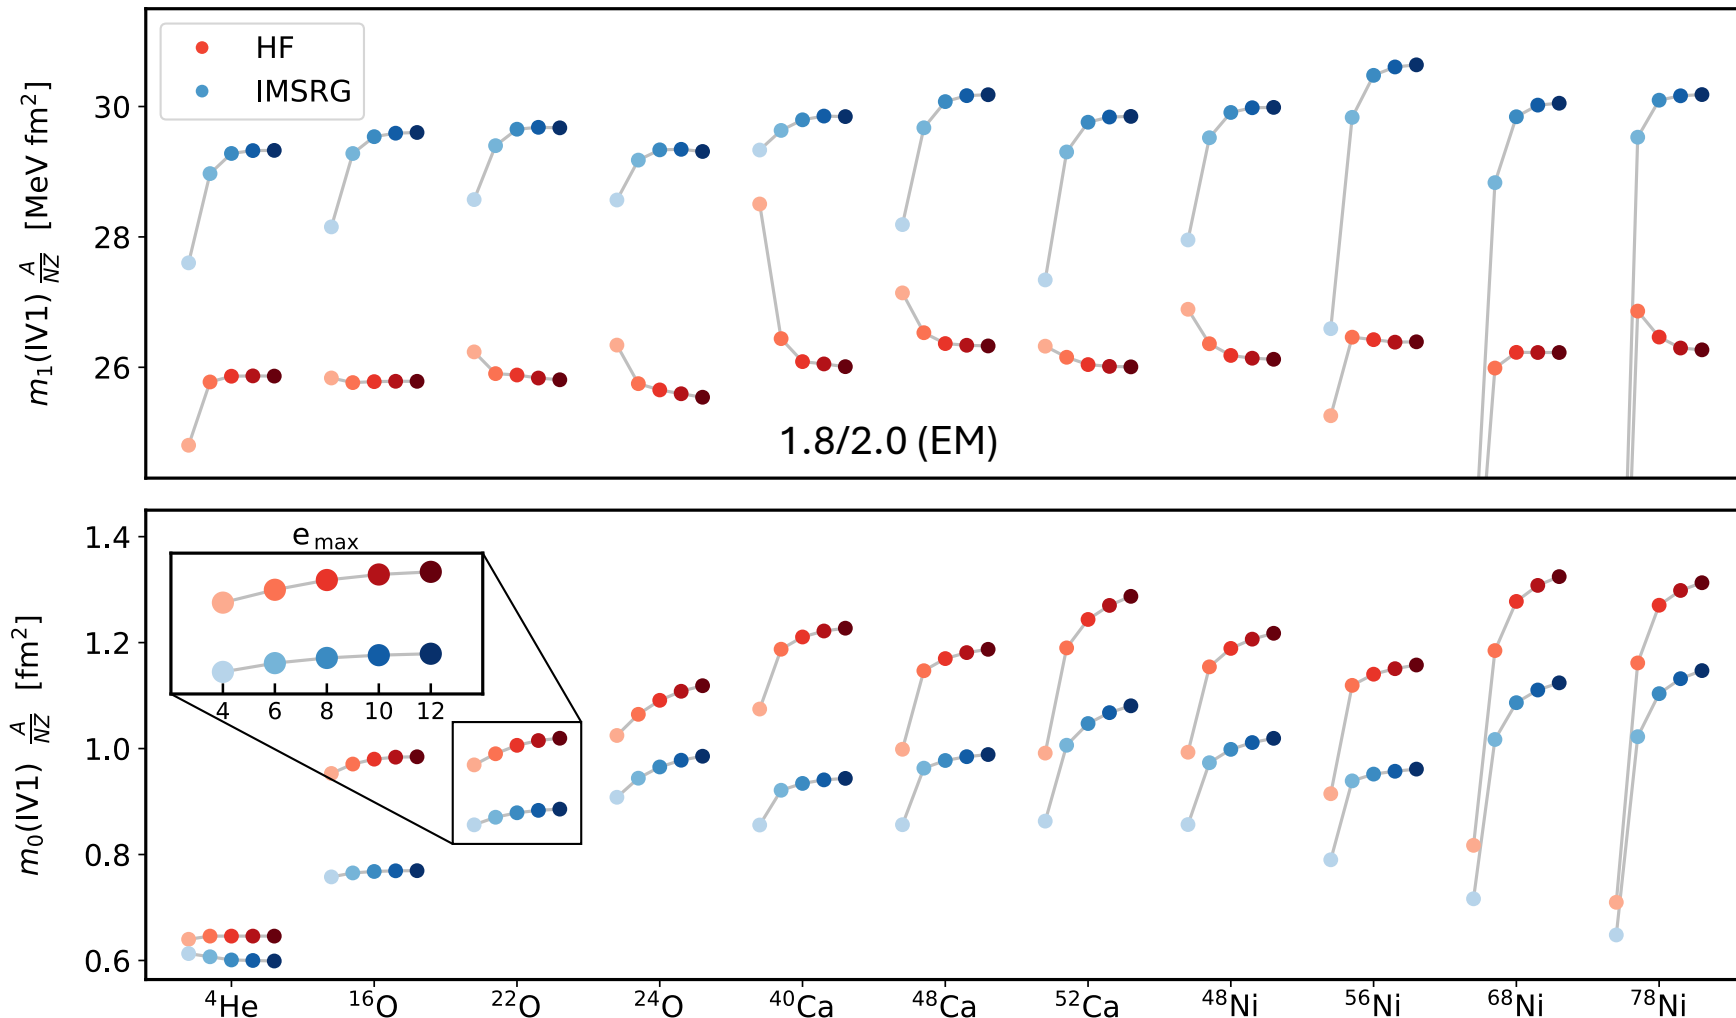 HF
IMSRG
m₁(IV1) A/NZ [MeV fm²]
30
28
26
1.8/2.0 (EM)
m₀(IV1) A/NZ [fm²]
1.4
1.2
1.0
0.8
0.6
e max
4 6 8 10 12
⁴He ¹⁶O ²²O ²⁴O ⁴⁰Ca ⁴⁸Ca ⁵²Ca ⁴⁸Ni ⁵⁶Ni ⁶⁸Ni ⁷⁸Ni